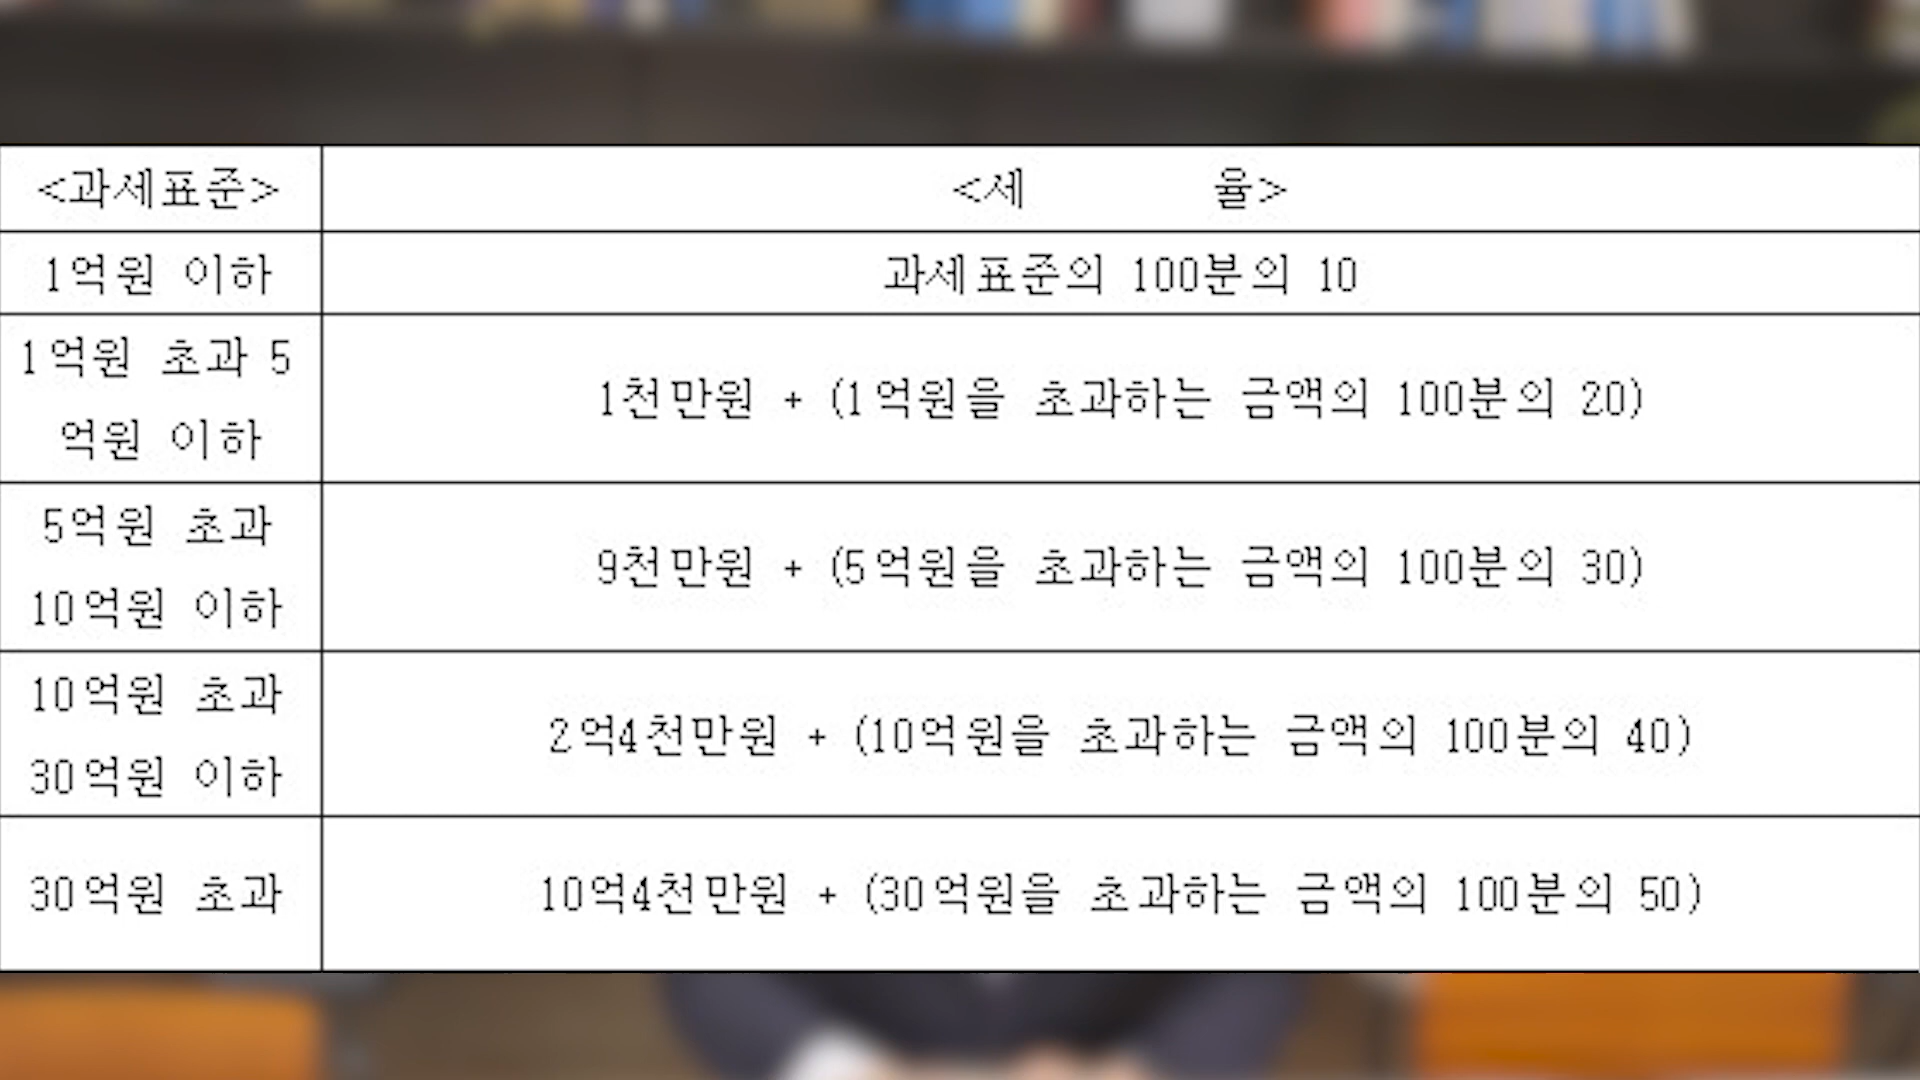 <과세표준> <세 율>
1억원 이하 과세표준의 100분의 10
1억원 초과 5
억원 이하
1천만원 + (1억원을 초과하는 금액의 100분의 20)
5억원 초과
10억원 이하
9천만원 + (5억원을 초과하는 금액의 100분의 30)
10억원 초과
30억원 이하
2억4천만원 + (10억원을 초과하는 금액의 100분의 40)
30억원 초과 10억4천만원 + (30억원을 초과하는 금액의 100분의 50)